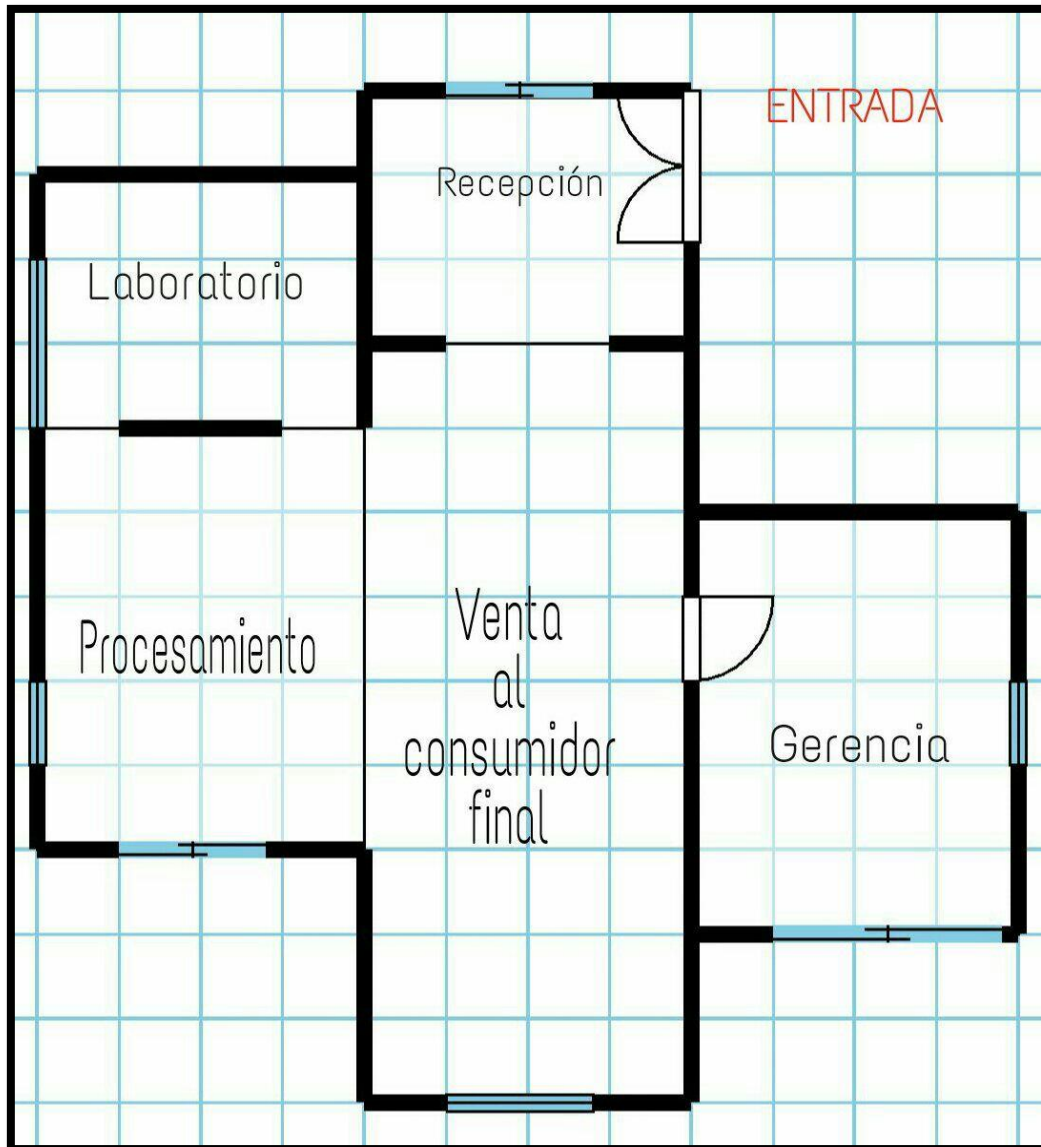 ENTRADA
Recepción
Laboratorio
Procesamiento
Venta
al
consumidor
final
Gerencia